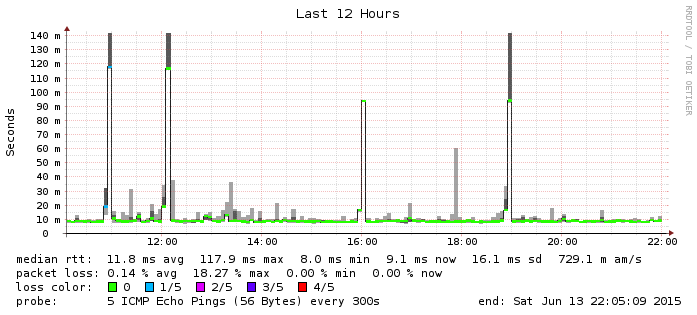 Last 12 Hours
RRDTOOL / TOBI OETIKER
Seconds
140 m
130 m
120 m
110 m
100 m
90 m
80 m
70 m
60 m
50 m
40 m
30 m
20 m
10 m
0
12:00 14:00 16:00 18:00 20:00 22:00
median rtt: 11.8 ms avg 117.9 ms max 8.0 ms min 9.1 ms now 16.1 ms sd 729.1 m am/s
packet loss: 0.14 % avg 18.27 % max 0.00 % min 0.00 % now
loss color: 0 1/5 2/5 3/5 4/5
probe: 5 ICMP Echo Pings (56 Bytes) every 300s end: Sat Jun 13 22:05:09 2015